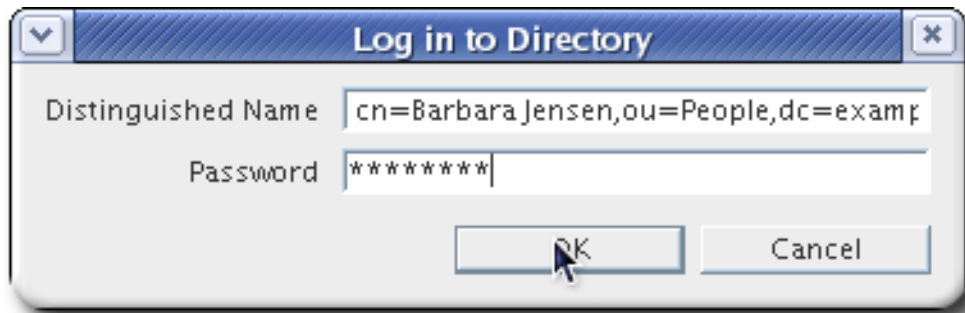 Log in to Directory
Distinguished Name cn=Barbara Jensen,ou=People,dc=examp
Password ********
OK Cancel